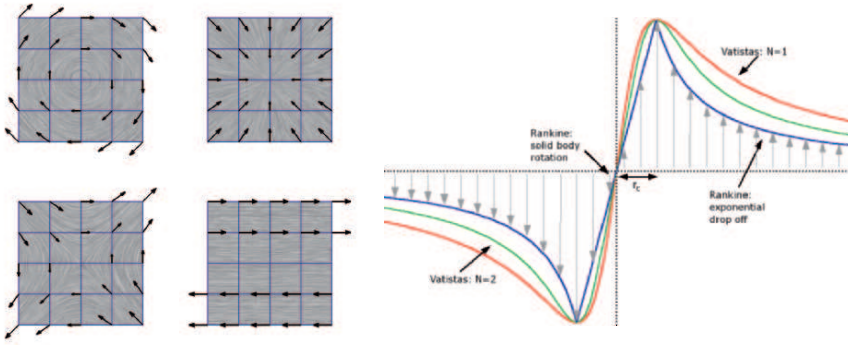 Vatistas: N=1
Rankine:
solid body
rotation
r_c
Rankine:
exponential
drop off
Vatistas: N=2